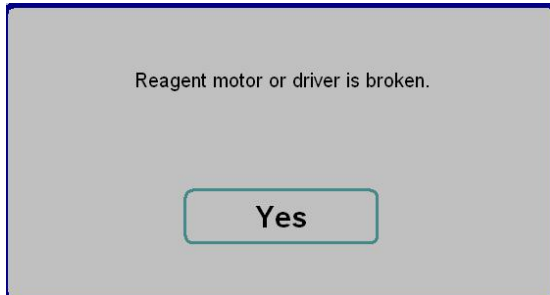 Reagent motor or driver is broken.
Yes